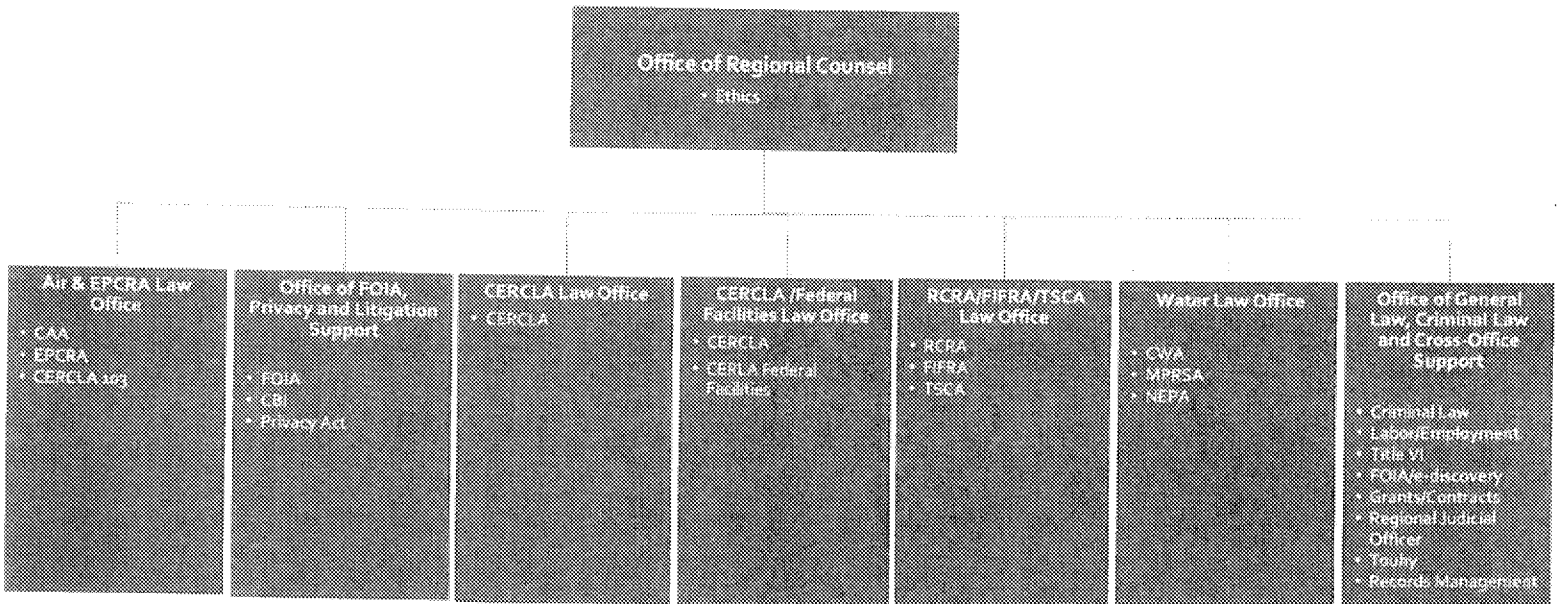 Office of Regional Counsel
• Ethics
Air & EPCRA Law
Office
• CAA
• EPCRA
• CERCLA 103
Office of FOIA,
Privacy and Litigation
Support
• FOIA
• CBI
• Privacy Act
CERCLA Law Office
• CERCLA
CERCLA /Federal
Facilities Law Office
• CERCLA
• CERLA Federal
Facilities
RCRA/FIFRA/TSCA
Law Office
• RCRA
• FIFRA
• TSCA
Water Law Office
• CWA
• MPRSA
• NEPA
Office of General
Law, Criminal Law
and Cross-Office
Support
• Criminal Law
• Labor/Employment
• Title VI
• FOIA/e-discovery
• Grants/Contracts
• Regional Judicial
Officer
• Touhy
• Records Management